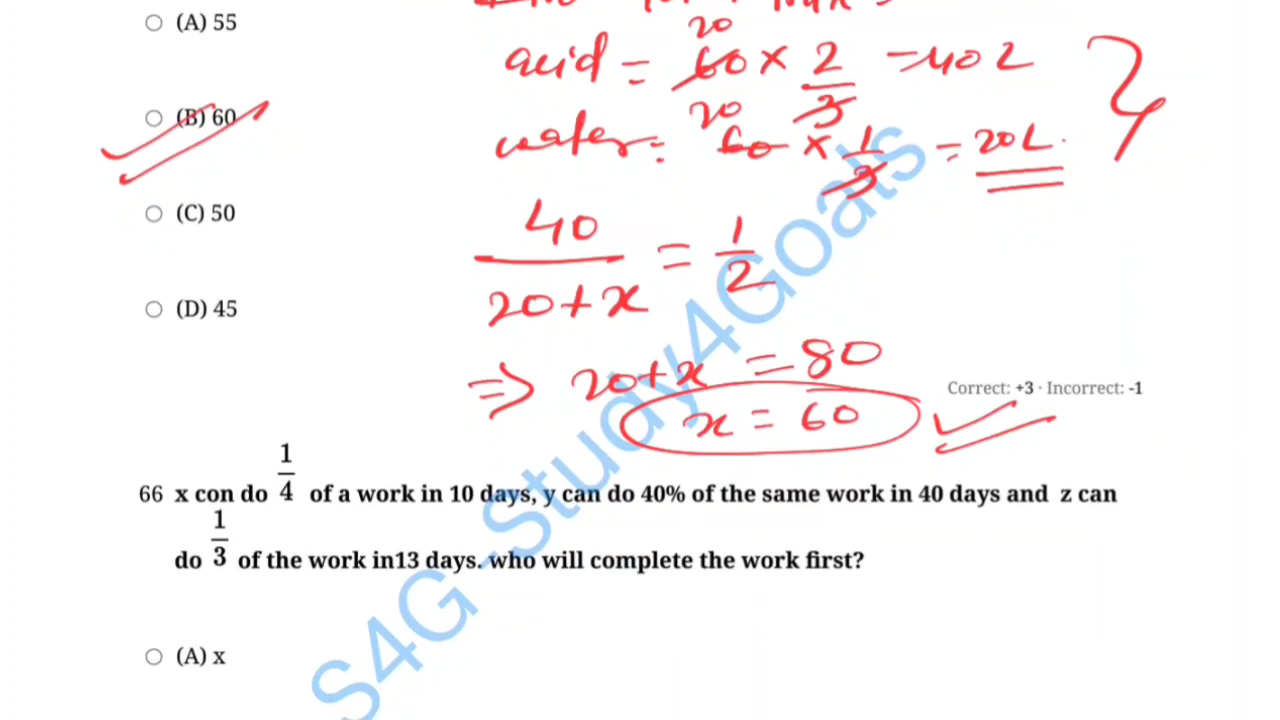 (A) 55
acid = 60 20 × 2/3 = 40 L
(B) 60
water = 60 20 × 1/3 = 20 L.
(C) 50
40/20+x = 1/2
(D) 45
⇒ 20+x = 80
Correct: +3 · Incorrect: -1
x = 60
66 x con do 1/4 of a work in 10 days, y can do 40% of the same work in 40 days and z can
do 1/3 of the work in13 days. who will complete the work first?
(A) x
S4G -Study4Goals